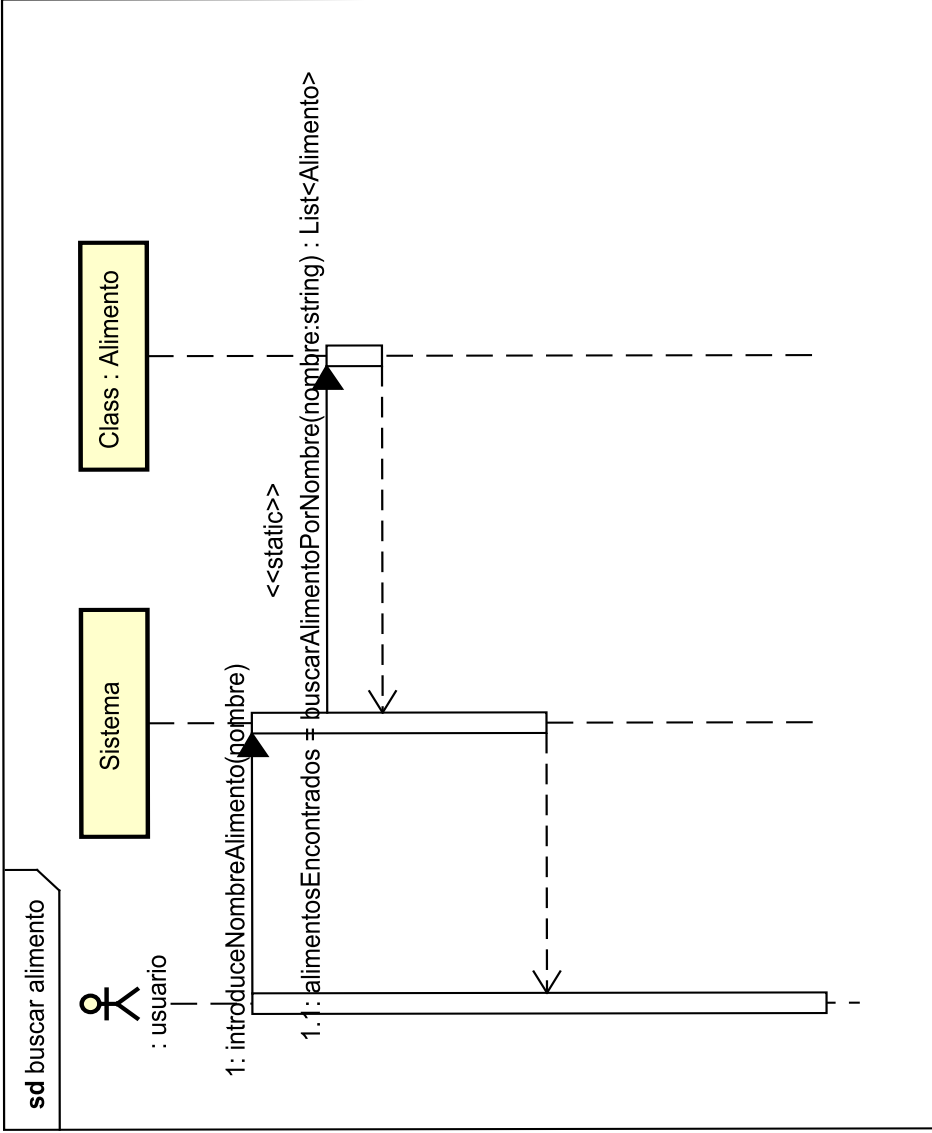 sd buscar alimento
: usuario
Sistema
Class : Alimento
1: introduceNombreAlimento(nombre)
<<static>>
1.1: alimentosEncontrados = buscarAlimentoPorNombre(nombre:string) : List<Alimento>